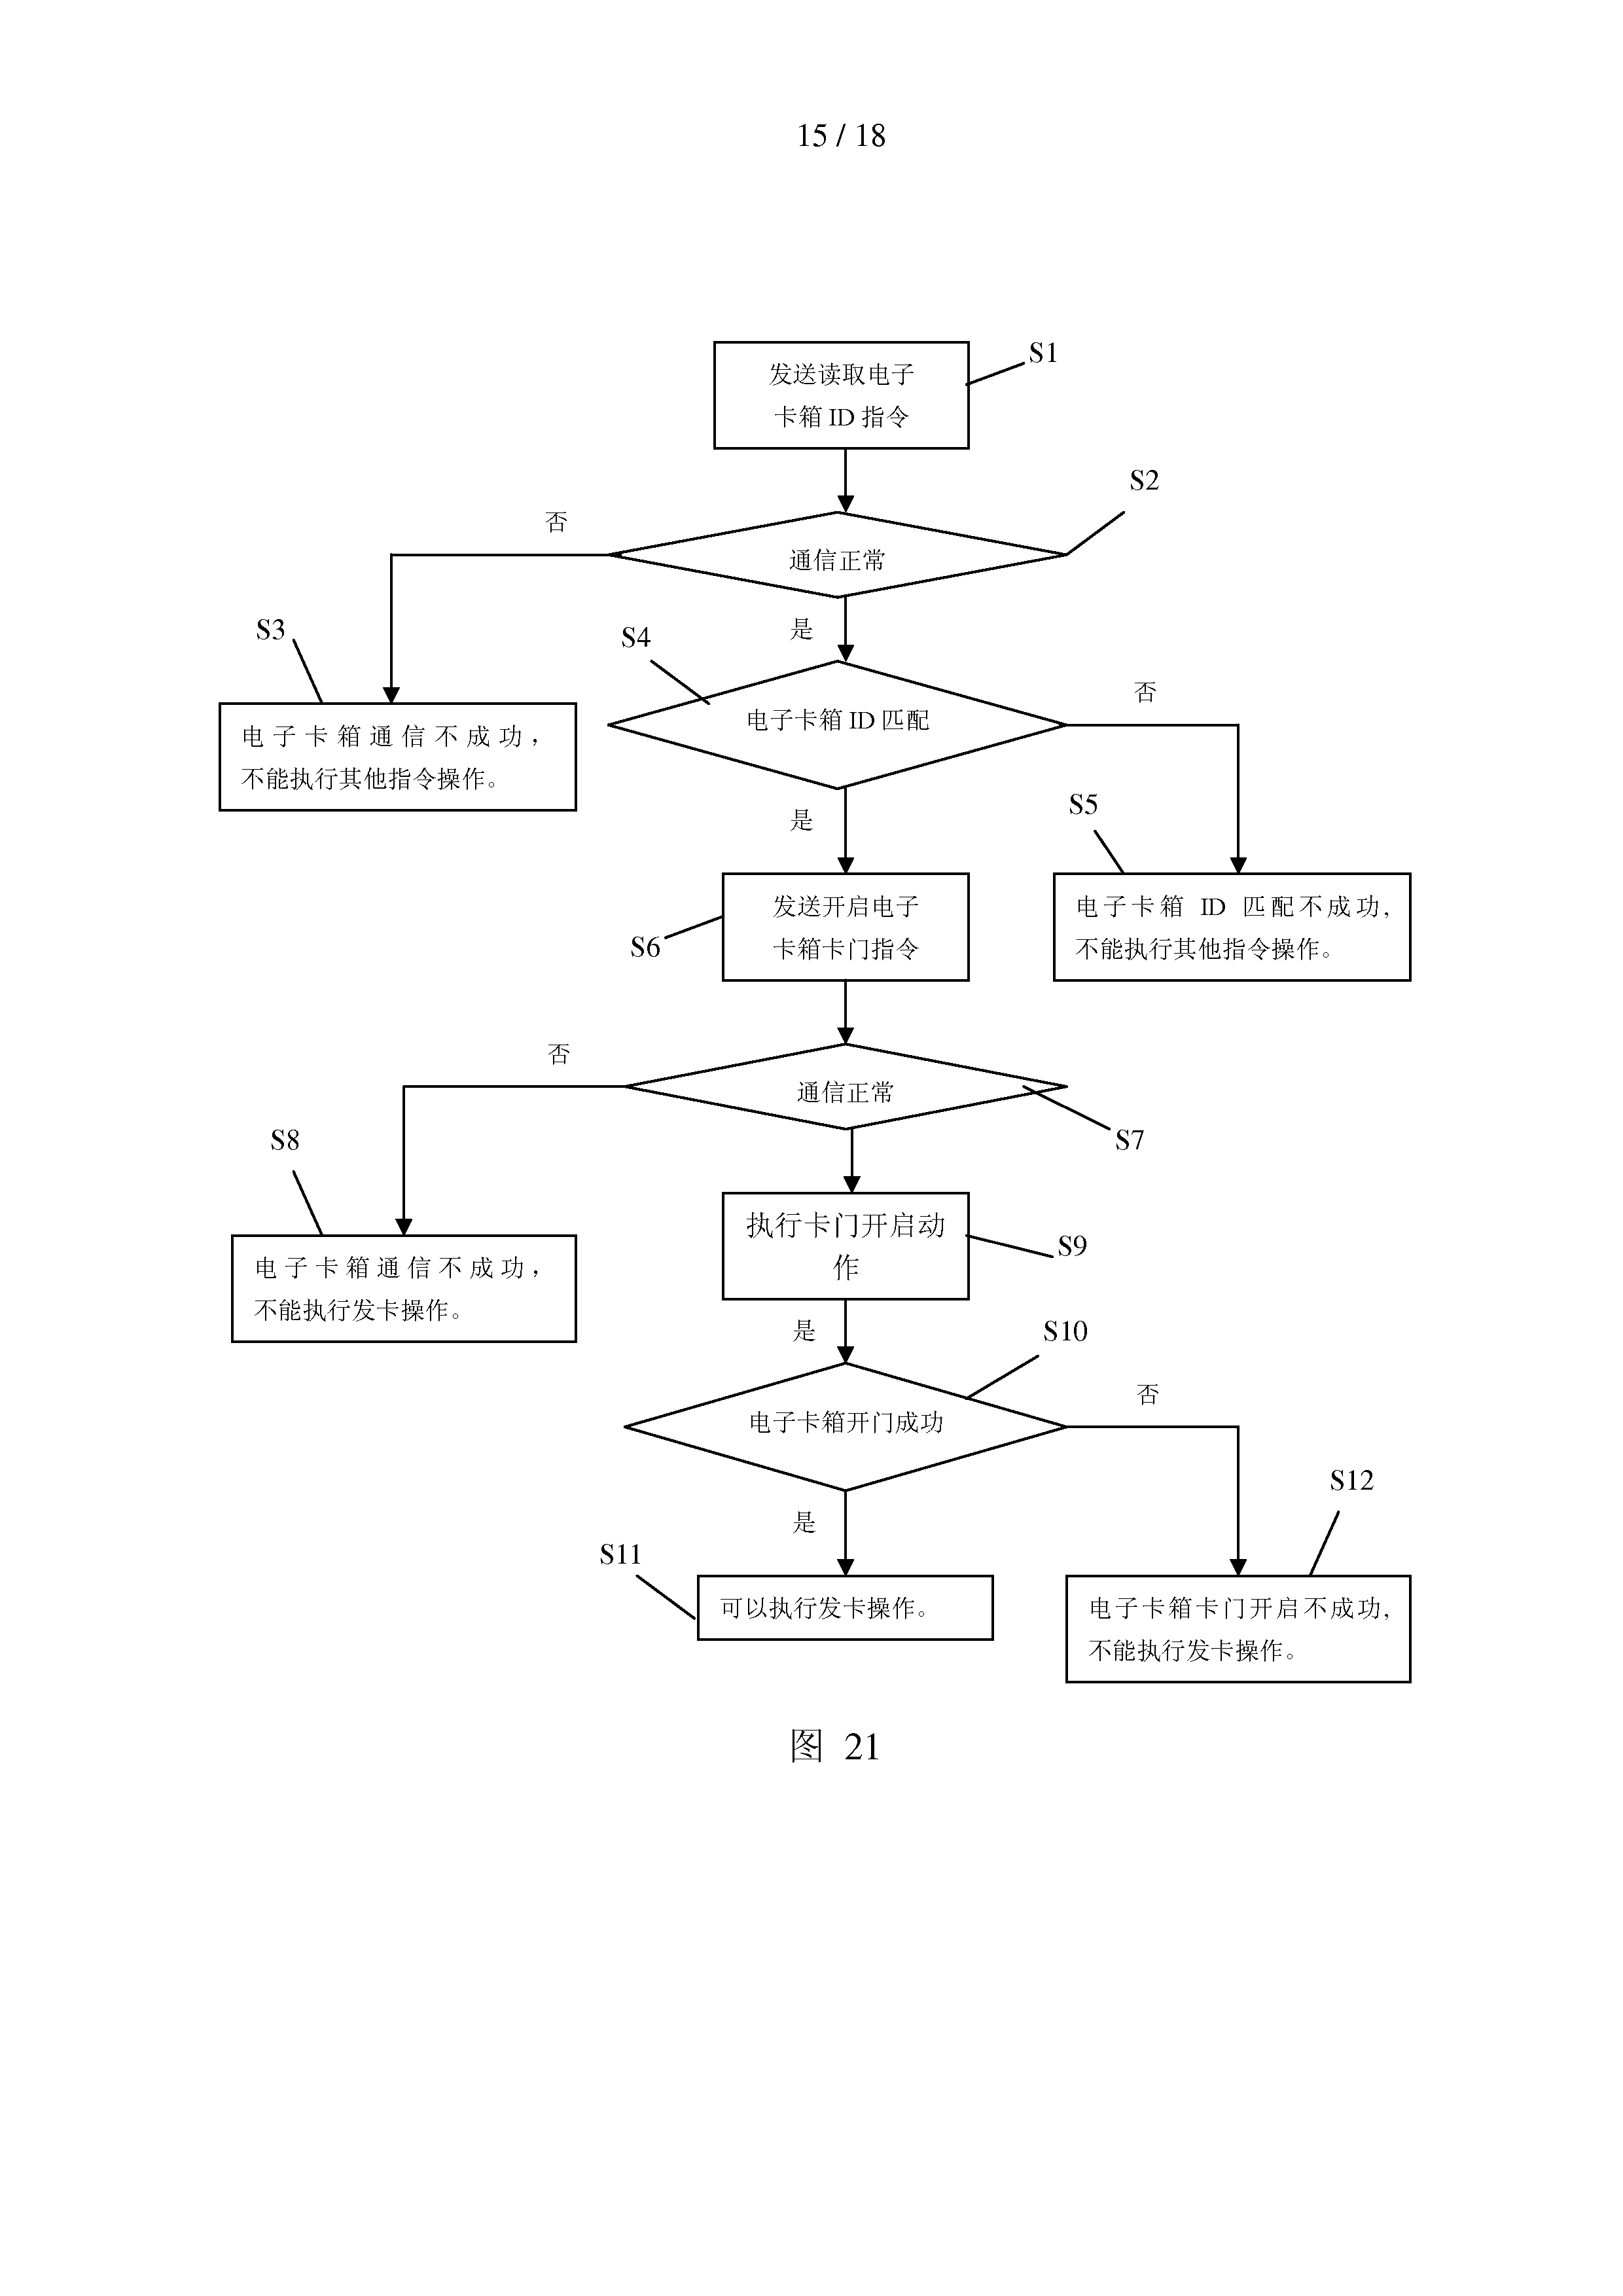 15 / 18
S1
发送读取电子
卡箱 ID 指令
S2
否
通信正常
S3
是
S4
否
电子卡箱通信不成功，
不能执行其他指令操作。
电子卡箱 ID 匹配
S5
是
发送开启电子
卡箱卡门指令
S6
电子卡箱 ID 匹配不成功,
不能执行其他指令操作。
否
通信正常
S7
S8
执行卡门开启动
作
S9
电子卡箱通信不成功，
不能执行发卡操作。
是
S10
否
电子卡箱开门成功
S12
是
S11
可以执行发卡操作。
电子卡箱卡门开启不成功,
不能执行发卡操作。
图 21